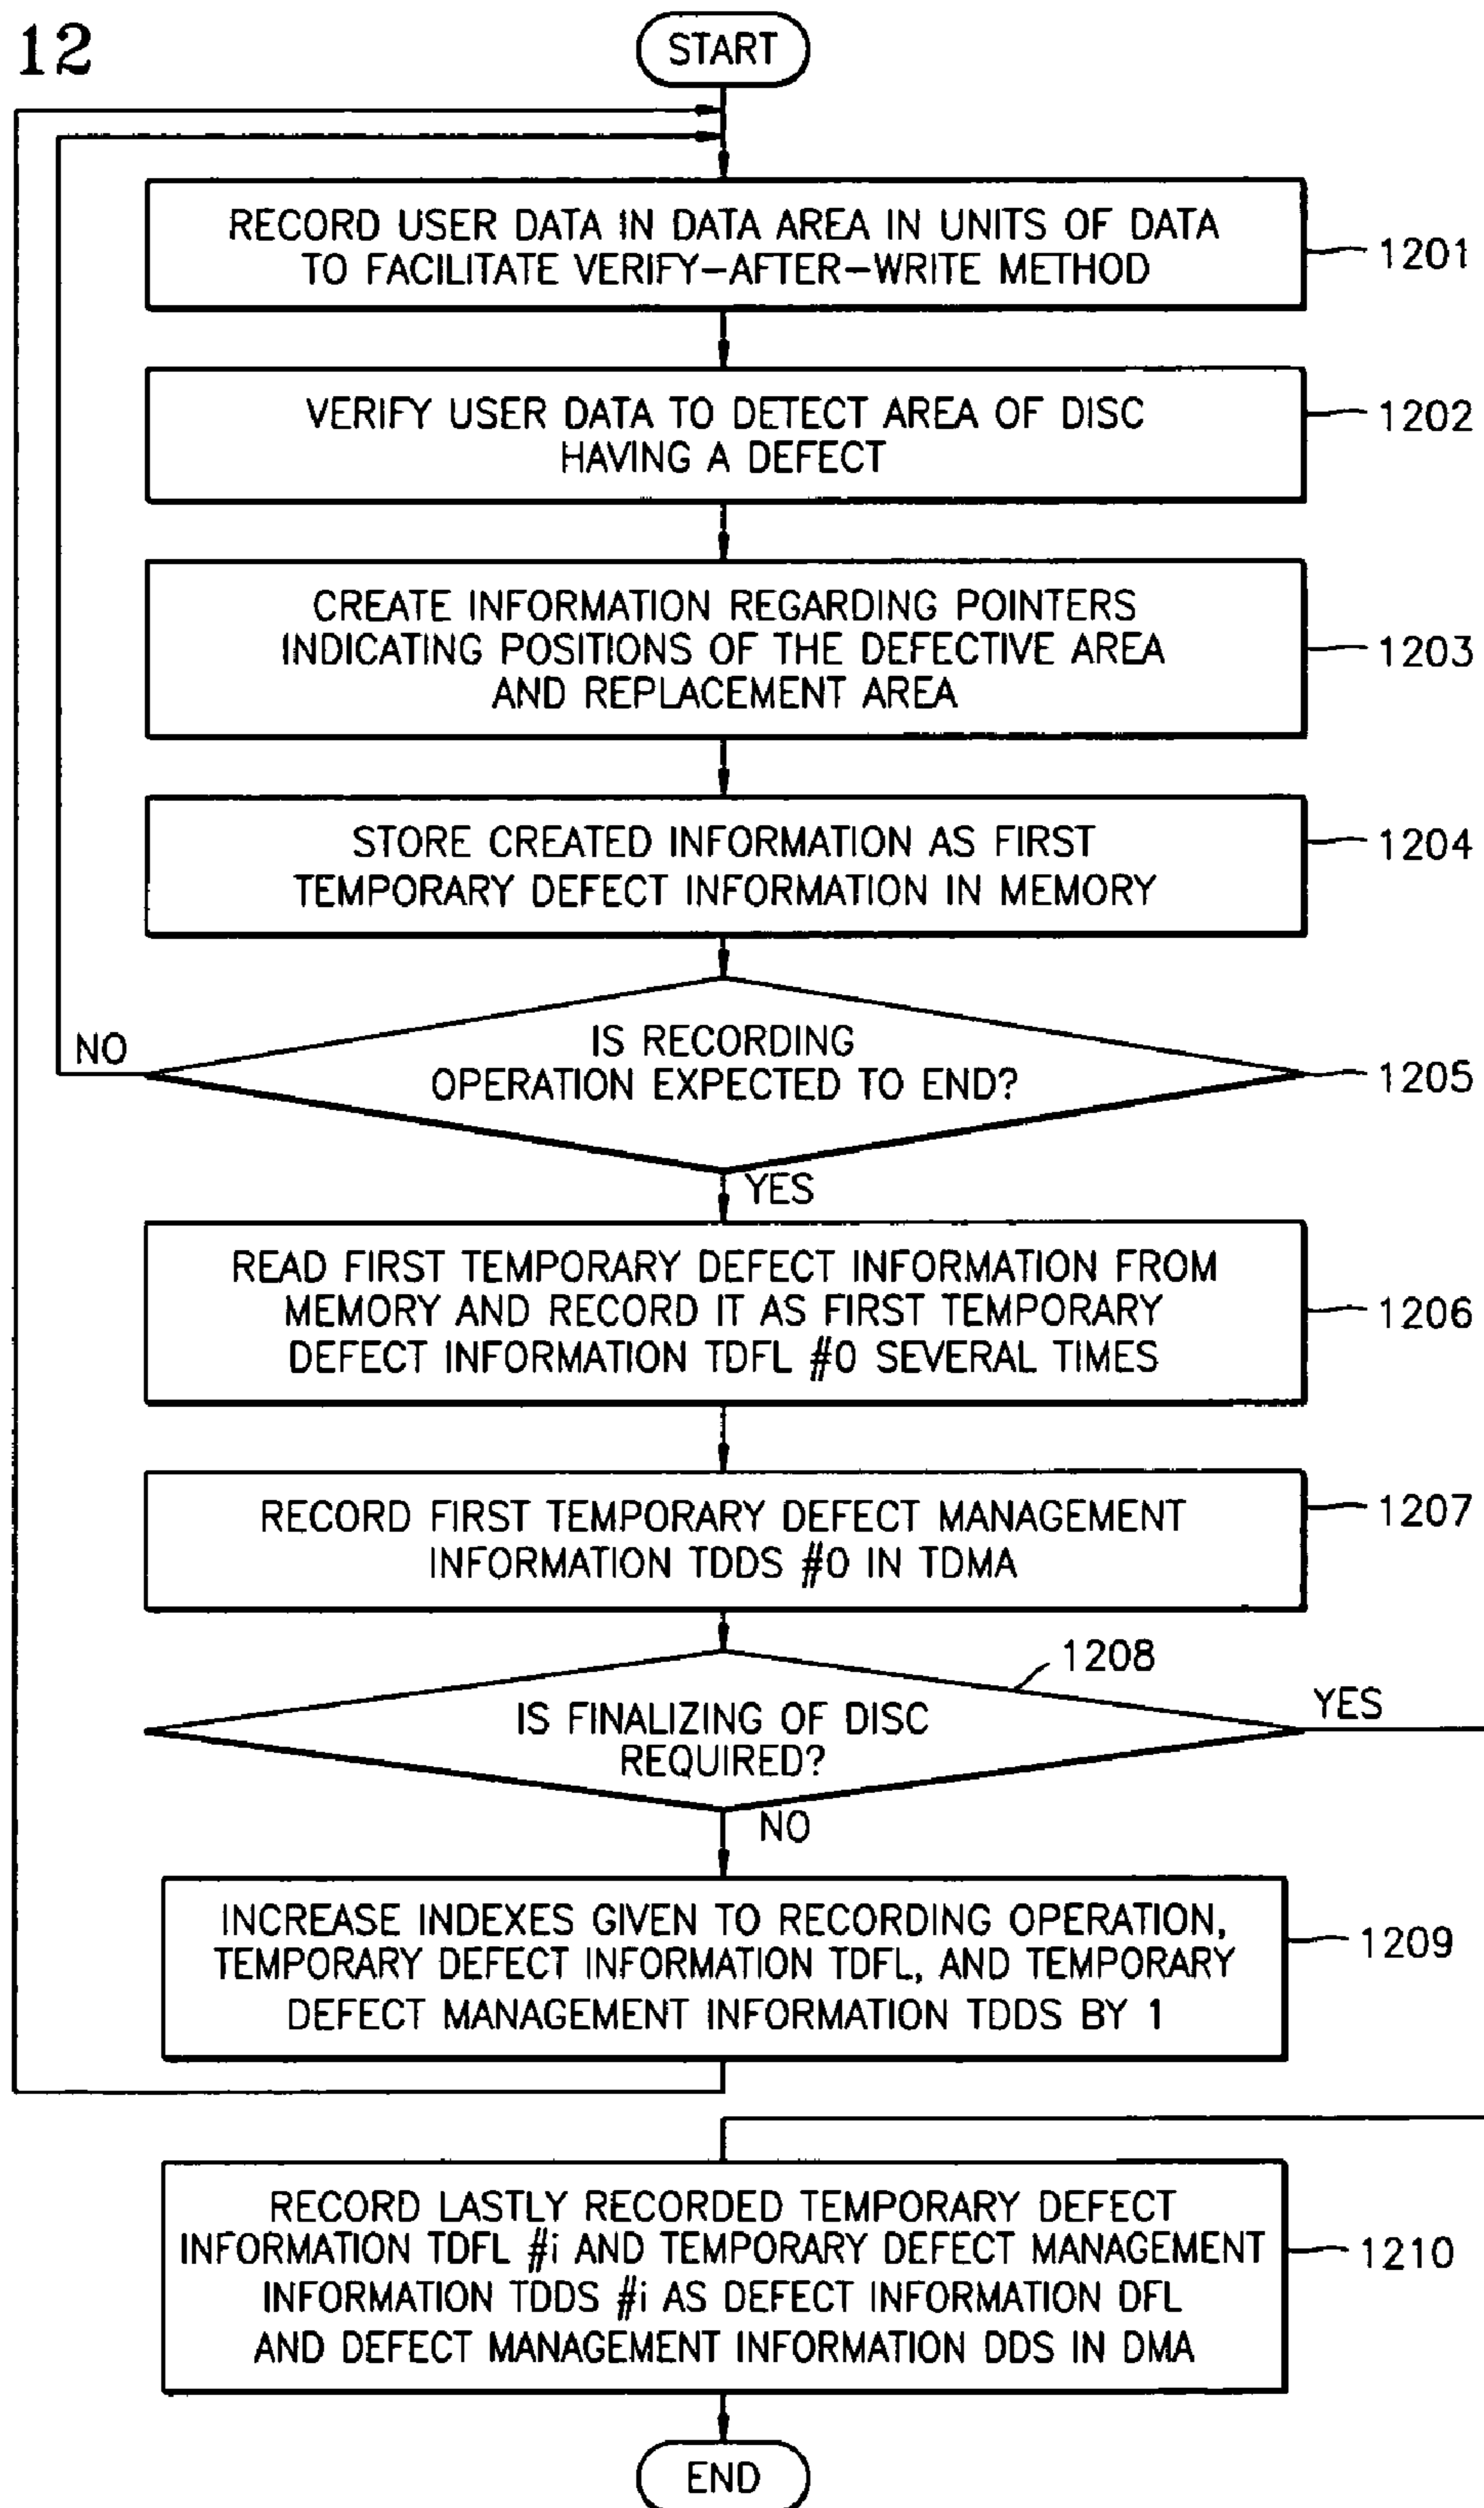 12
START
RECORD USER DATA IN DATA AREA IN UNITS OF DATA
TO FACILITATE VERIFY-AFTER-WRITE METHOD
1201
VERIFY USER DATA TO DETECT AREA OF DISC
HAVING A DEFECT
1202
CREATE INFORMATION REGARDING POINTERS
INDICATING POSITIONS OF THE DEFECTIVE AREA
AND REPLACEMENT AREA
1203
STORE CREATED INFORMATION AS FIRST
TEMPORARY DEFECT INFORMATION IN MEMORY
1204
IS RECORDING
OPERATION EXPECTED TO END?
NO
1205
YES
READ FIRST TEMPORARY DEFECT INFORMATION FROM
MEMORY AND RECORD IT AS FIRST TEMPORARY
DEFECT INFORMATION TDFL #0 SEVERAL TIMES
1206
RECORD FIRST TEMPORARY DEFECT MANAGEMENT
INFORMATION TDDS #0 IN TDMA
1207
1208
IS FINALIZING OF DISC
REQUIRED?
YES
NO
INCREASE INDEXES GIVEN TO RECORDING OPERATION,
TEMPORARY DEFECT INFORMATION TDFL, AND TEMPORARY
DEFECT MANAGEMENT INFORMATION TDDS BY 1
1209
RECORD LASTLY RECORDED TEMPORARY DEFECT
INFORMATION TDFL #i AND TEMPORARY DEFECT MANAGEMENT
INFORMATION TDDS #i AS DEFECT INFORMATION DFL
AND DEFECT MANAGEMENT INFORMATION DDS IN DMA
1210
END